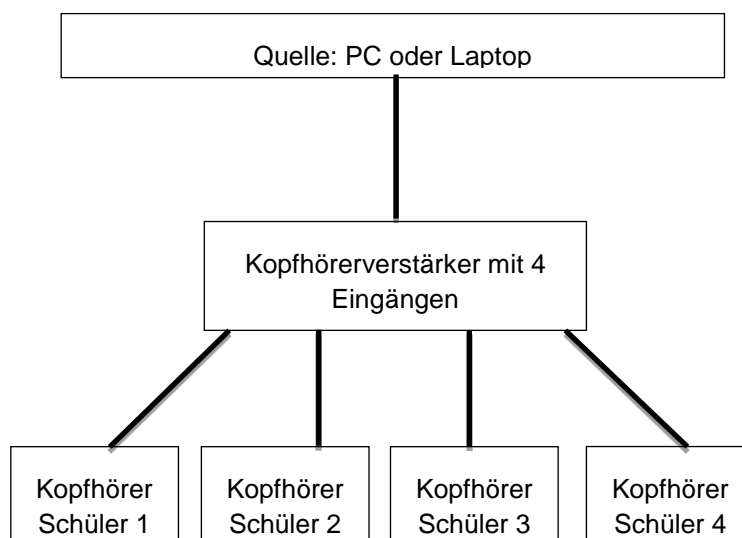 Quelle: PC oder Laptop
Kopfhörerverstärker mit 4
Eingängen
Kopfhörer
Schüler 1
Kopfhörer
Schüler 2
Kopfhörer
Schüler 3
Kopfhörer
Schüler 4